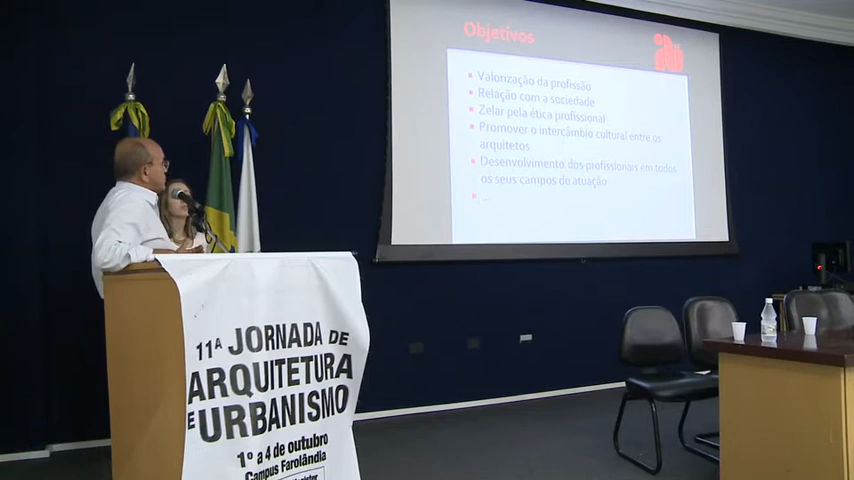 Objetivos
Valorização da profissão
Relação com a sociedade
Zelar pela ética profissional
Promover o intercâmbio cultural entre os
arquitetos
Desenvolvimento dos profissionais em todos
os seus campos de atuação
...
11ª JORNADA DE
ARQUITETURA
E URBANISMO
1º a 4 de outubro
Campus Farolândia